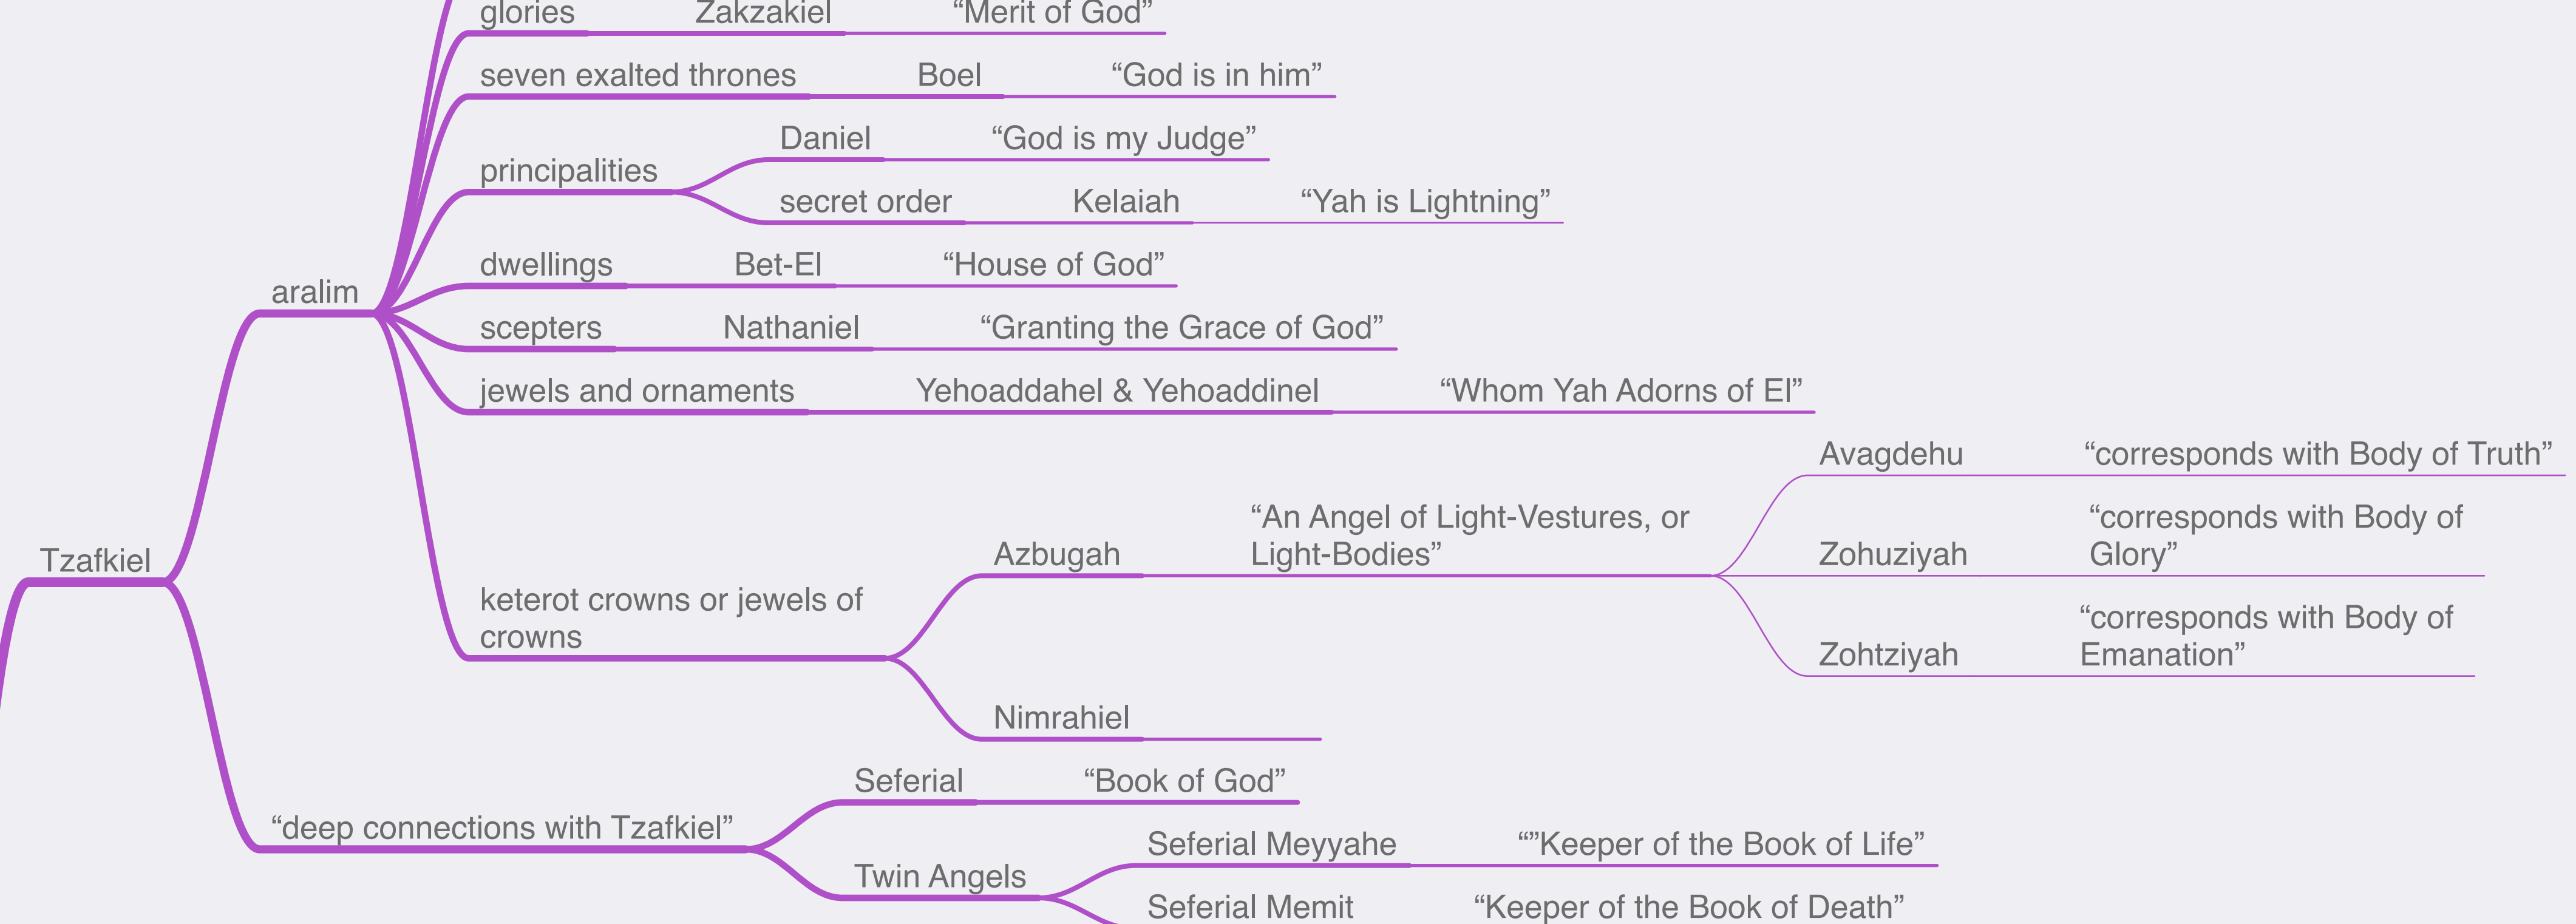 glories Zakzakiel “Merit of God”
seven exalted thrones Boel “God is in him”
Daniel “God is my Judge”
principalities
secret order Kelaiah “Yah is Lightning”
dwellings Bet-El “House of God”
aralim
scepters Nathaniel “Granting the Grace of God”
jewels and ornaments Yehoaddahel & Yehoaddinel “Whom Yah Adorns of El”
Avagdehu “corresponds with Body of Truth”
“An Angel of Light-Vestures, or
Light-Bodies”
“corresponds with Body of
Glory”
Tzafkiel
Azbugah
Zohuziyah
keterot crowns or jewels of
crowns
Zohtziyah
“corresponds with Body of
Emanation”
Nimrahiel
Seferial “Book of God”
“deep connections with Tzafkiel”
Seferial Meyyahe “”Keeper of the Book of Life”
Twin Angels
Seferial Memit “Keeper of the Book of Death”